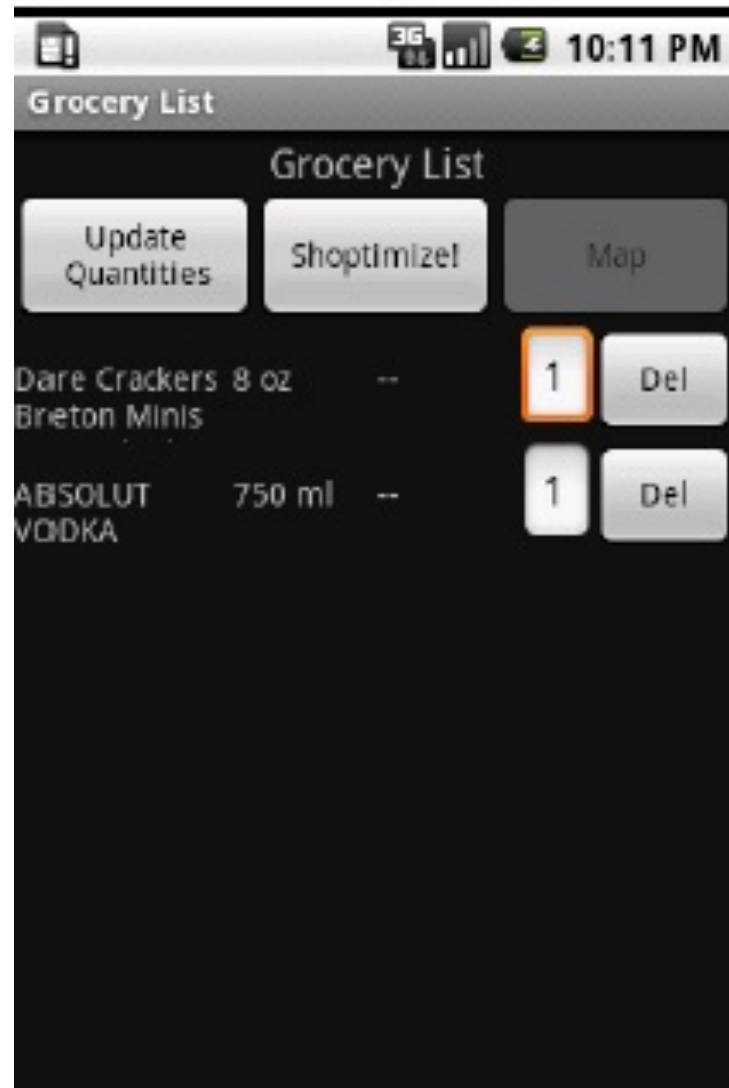 3G 10:11 PM
Grocery List
Grocery List
Update
Quantities
Shoptimize!
Map
Dare Crackers 8 oz -- 1 Del
Breton Minis
ABSOLUT 750 ml -- 1 Del
VODKA